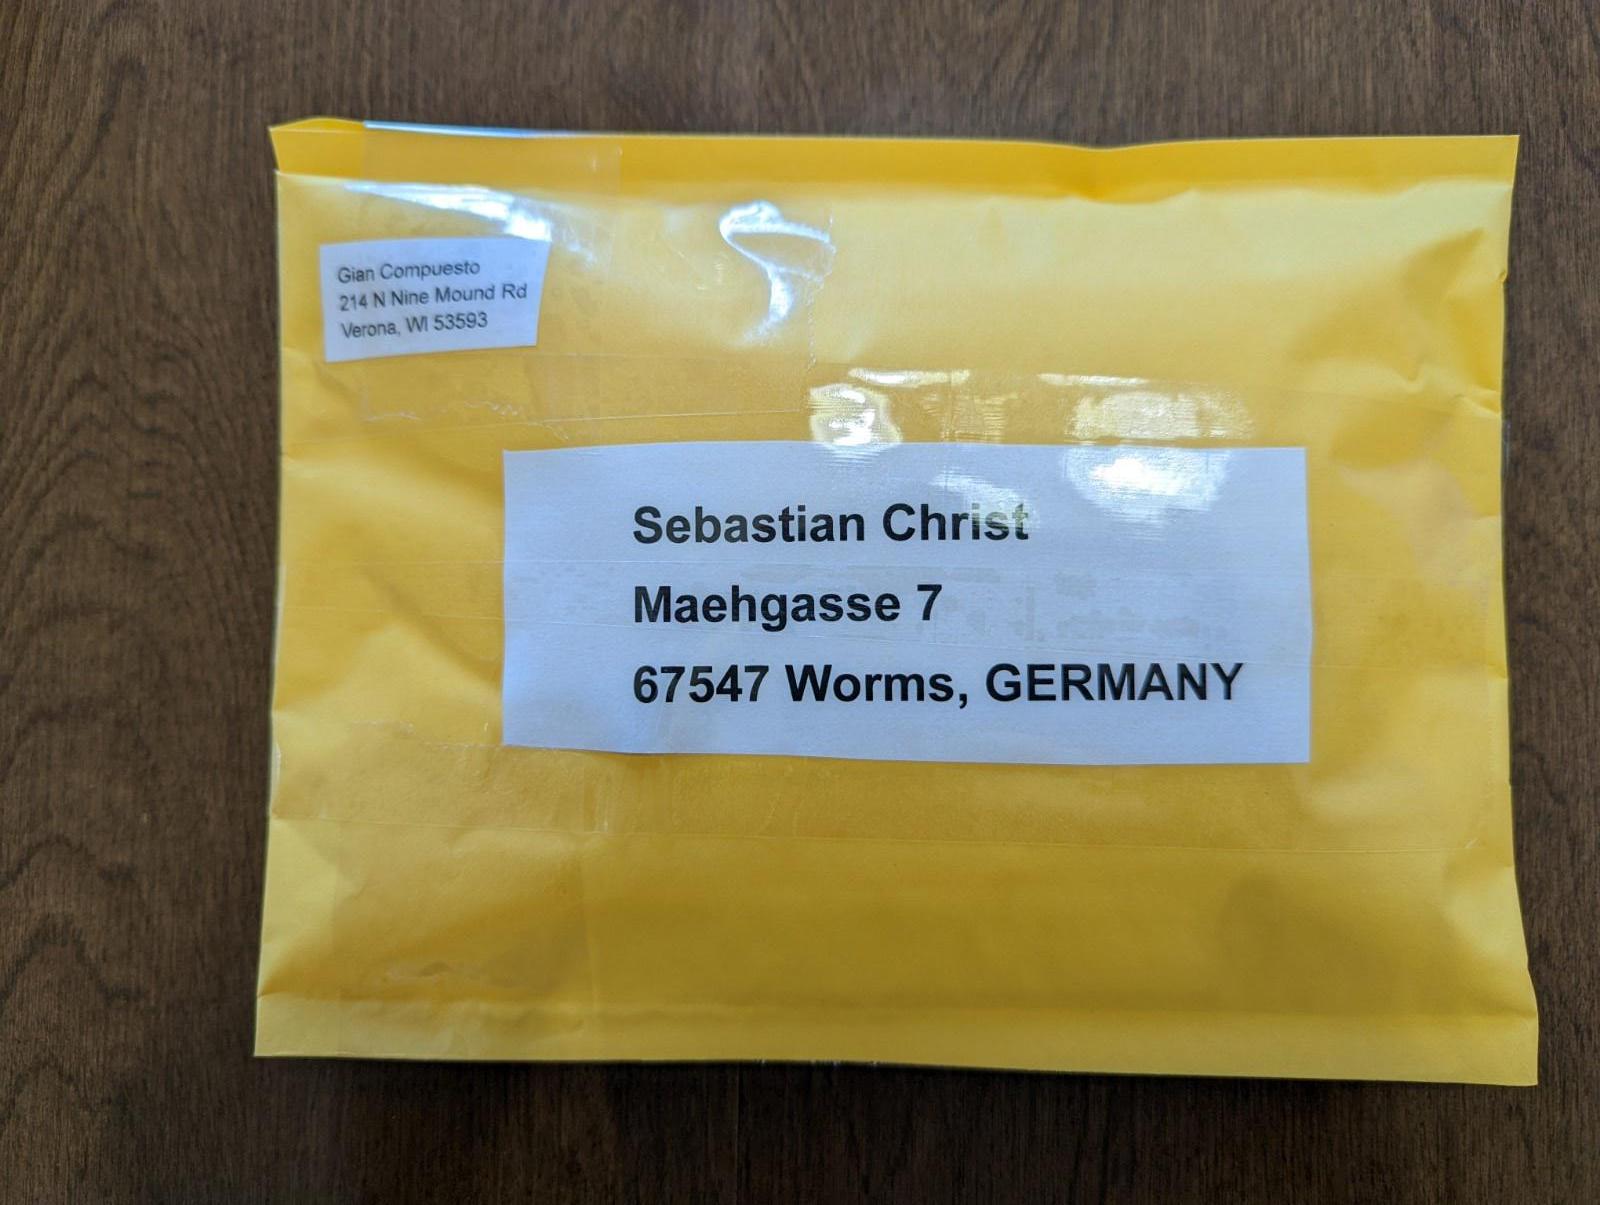 Gian Compuesto
214 N Nine Mound Rd
Verona, WI 53593
Sebastian Christ
Maehgasse 7
67547 Worms, GERMANY